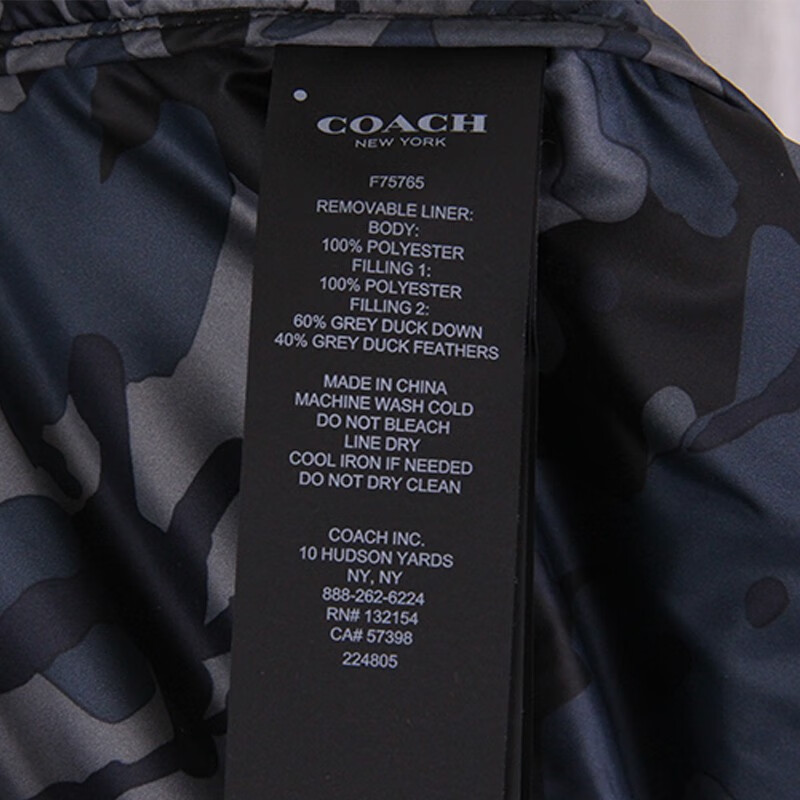 COACH
NEW YORK
F75765
REMOVABLE LINER:
BODY:
100% POLYESTER
FILLING 1:
100% POLYESTER
FILLING 2:
60% GREY DUCK DOWN
40% GREY DUCK FEATHERS
MADE IN CHINA
MACHINE WASH COLD
DO NOT BLEACH
LINE DRY
COOL IRON IF NEEDED
DO NOT DRY CLEAN
COACH INC.
10 HUDSON YARDS
NY, NY
888-262-6224
RN# 132154
CA# 57398
224805